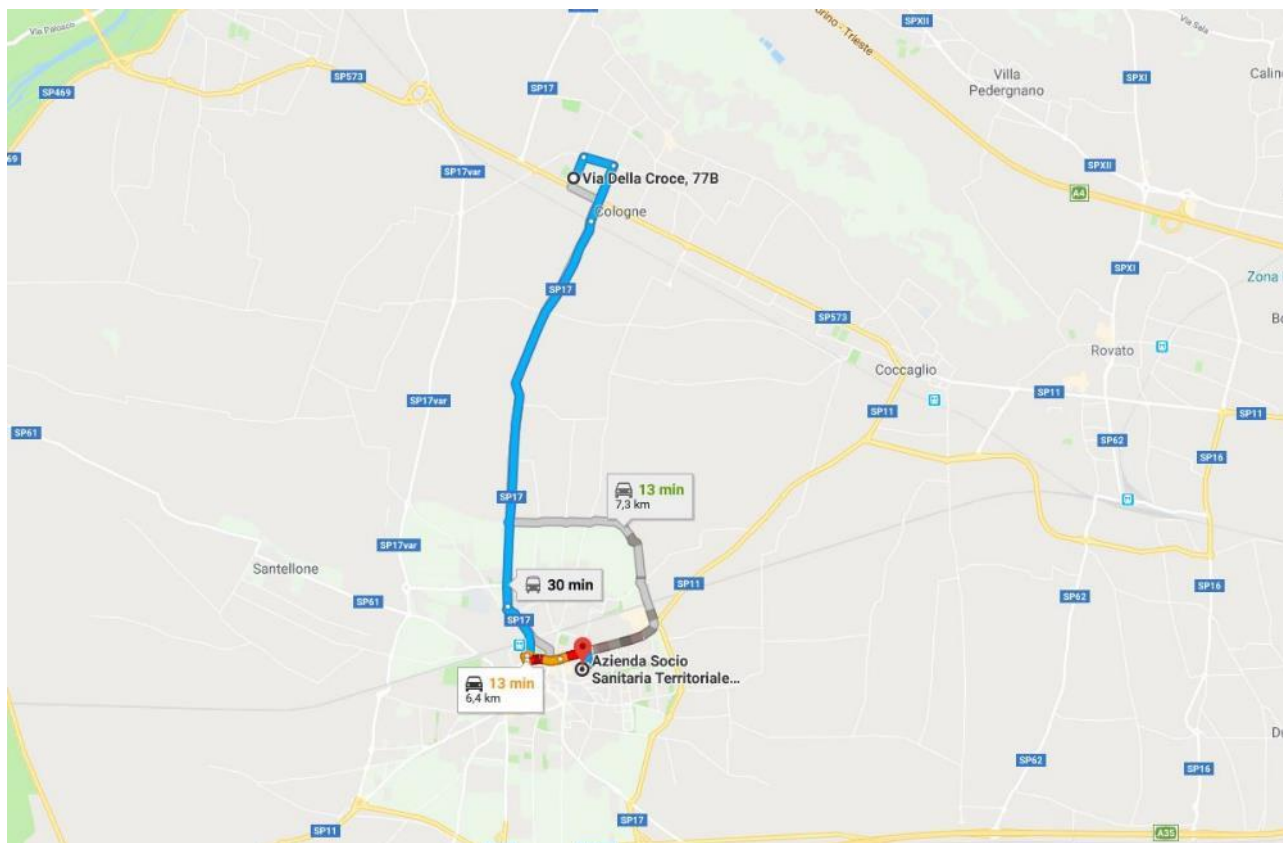 Via Palosco
SP469
SP573
SP17
Torino - Trieste
SPXII
Via Sala
Villa
Pedergnano
SPXI
SPXII
A4
SP17var
Via Della Croce, 77B
Cologne
SPXI
SP17
SP573
Rovato
Coccaglio
SP17var
SP11
SP11
SP11
SP61
SP62
SP16
13 min
7,3 km
SP17
SP17var
Santellone
30 min
SP11
SP16
SP61
SP62
SP17
Azienda Socio
Sanitaria Territoriale...
13 min
6,4 km
SP62
SP16
SP11
SP17
A35